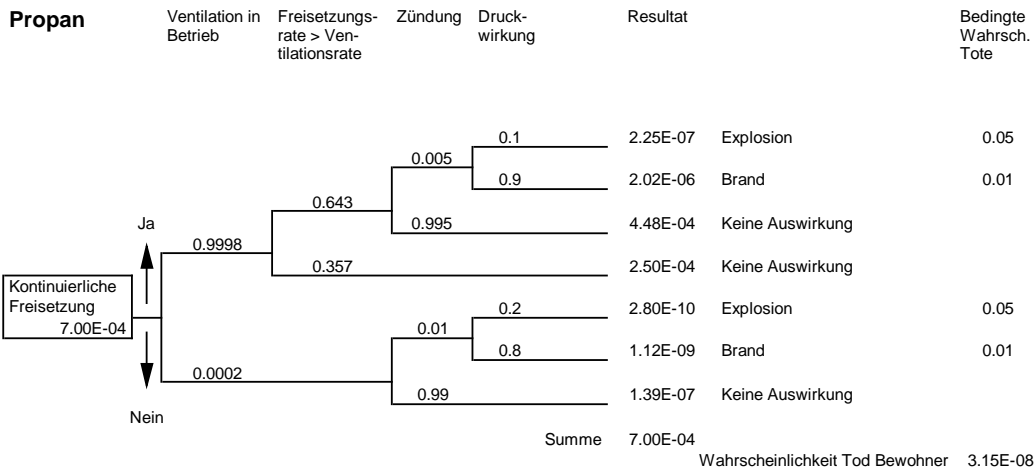 Propan
Ventilation in
Betrieb
Freisetzungs-
rate > Ven-
tilationsrate
Zündung
Druck-
wirkung
Resultat
Bedingte
Wahrsch.
Tote
0.1
2.25E-07 Explosion 0.05
0.005
0.9
2.02E-06 Brand 0.01
0.643
Ja
0.995
4.48E-04 Keine Auswirkung
0.9998
0.357
2.50E-04 Keine Auswirkung
Kontinuierliche
Freisetzung
7.00E-04
0.2
2.80E-10 Explosion 0.05
0.01
0.8
1.12E-09 Brand 0.01
0.0002
0.99
1.39E-07 Keine Auswirkung
Nein
Summe 7.00E-04
Wahrscheinlichkeit Tod Bewohner 3.15E-08